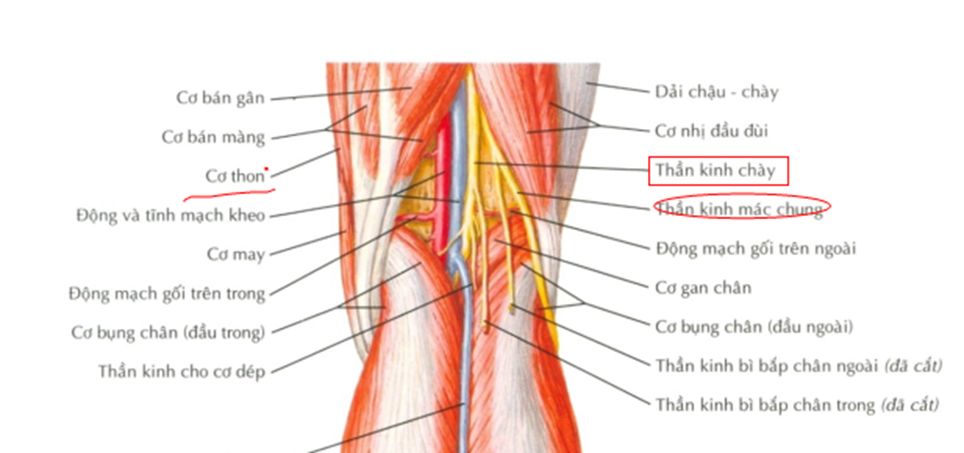 Cơ bán gân
Cơ bán màng
Cơ thon
Động và tĩnh mạch kheo
Cơ may
Động mạch gối trên trong
Cơ bụng chân (đầu trong)
Thần kinh cho cơ dép
Dải chậu - chày
Cơ nhị đầu đùi
Thần kinh chày
Thần kinh mác chung
Động mạch gối trên ngoài
Cơ gan chân
Cơ bụng chân (đầu ngoài)
Thần kinh bì bắp chân ngoài (đã cắt)
Thần kinh bì bắp chân trong (đã cắt)